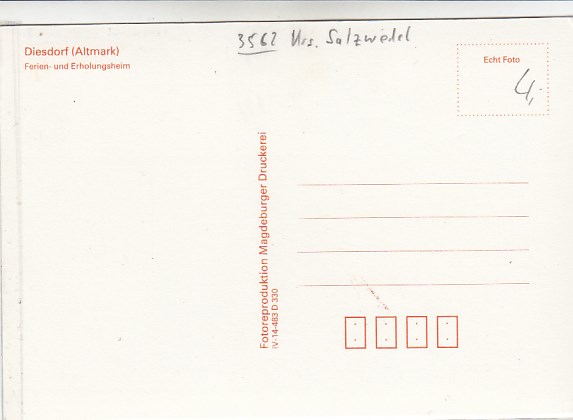 3562 Krs. Salzwedel
Diesdorf (Altmark)
Ferien- und Erholungsheim
Echt Foto
4,-
Fotoreproduktion Magdeburger Druckerei
IV-14-483 D 330